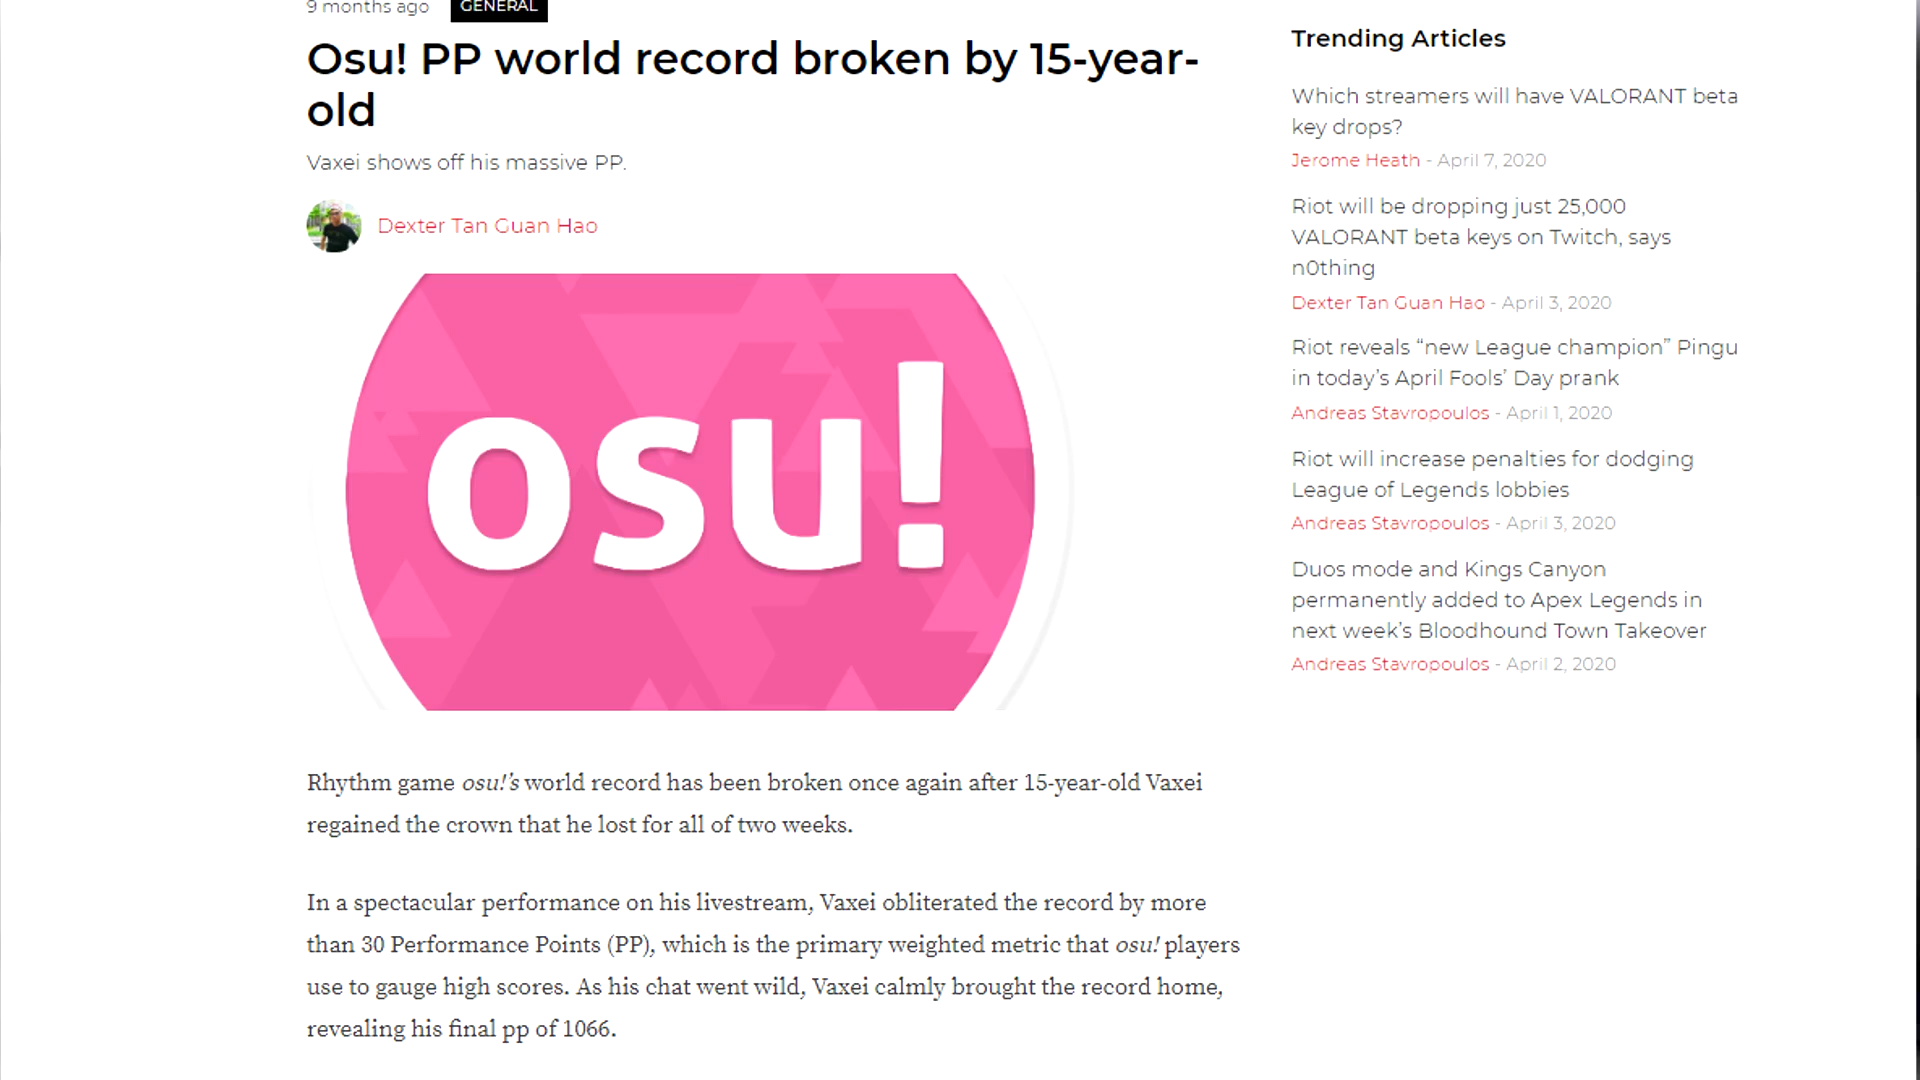 9 months ago GENERAL
Osu! PP world record broken by 15-year-
old
Vaxei shows off his massive PP.
Dexter Tan Guan Hao
osu!
Rhythm game osu!’s world record has been broken once again after 15-year-old Vaxei
regained the crown that he lost for all of two weeks.
In a spectacular performance on his livestream, Vaxei obliterated the record by more
than 30 Performance Points (PP), which is the primary weighted metric that osu! players
use to gauge high scores. As his chat went wild, Vaxei calmly brought the record home,
revealing his final pp of 1066.
Trending Articles
Which streamers will have VALORANT beta
key drops?
Jerome Heath - April 7, 2020
Riot will be dropping just 25,000
VALORANT beta keys on Twitch, says
n0thing
Dexter Tan Guan Hao - April 3, 2020
Riot reveals “new League champion” Pingu
in today’s April Fools’ Day prank
Andreas Stavropoulos - April 1, 2020
Riot will increase penalties for dodging
League of Legends lobbies
Andreas Stavropoulos - April 3, 2020
Duos mode and Kings Canyon
permanently added to Apex Legends in
next week’s Bloodhound Town Takeover
Andreas Stavropoulos - April 2, 2020